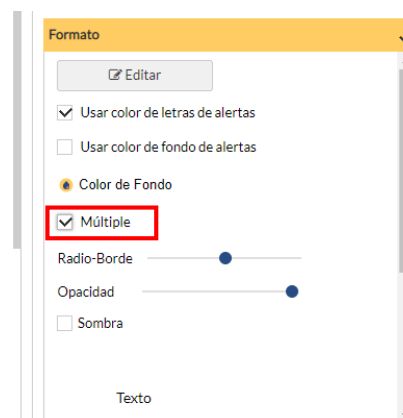 Formato
Editar
Usar color de letras de alertas
Usar color de fondo de alertas
Color de Fondo
Múltiple
Radio-Borde
Opacidad
Sombra
Texto